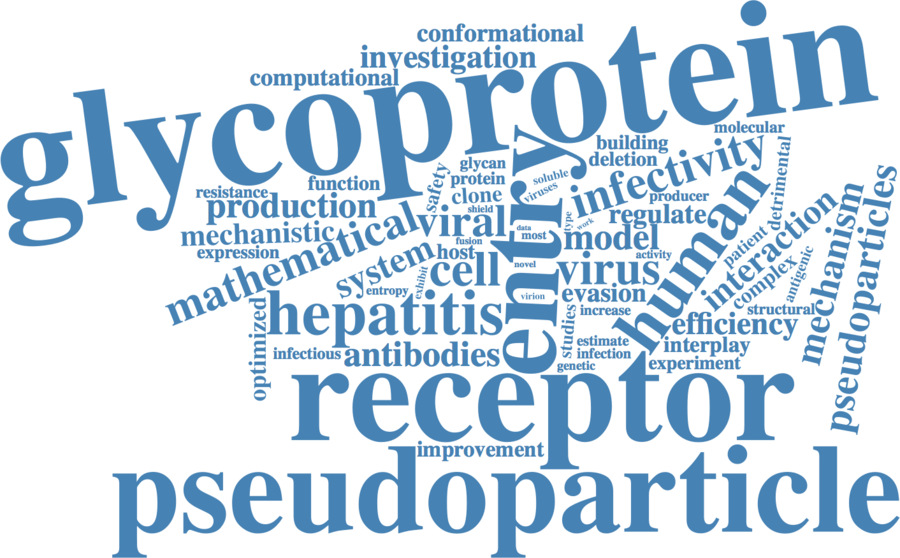 conformational
investigation
computational
glycoprotein
molecular
building
deletion
glycan
protein
safety
soluble
viruses
infectivity
detrimental
resistance
function
clone
shield
producer
production
viral
type
work
regulate
human
mechanistic
mathematical
data
most
entry
model
patient
interaction
mechanism
pseudoparticles
expression
system
host
fusion
activity
complex
antigenic
cell
novel
virus
exhibit
entropy
virion
evasion
hepatitis
increase
structural
optimized
studies
efficiency
infectious
antibodies
estimate
infection
genetic
interplay
experiment
receptor
improvement
pseudoparticle